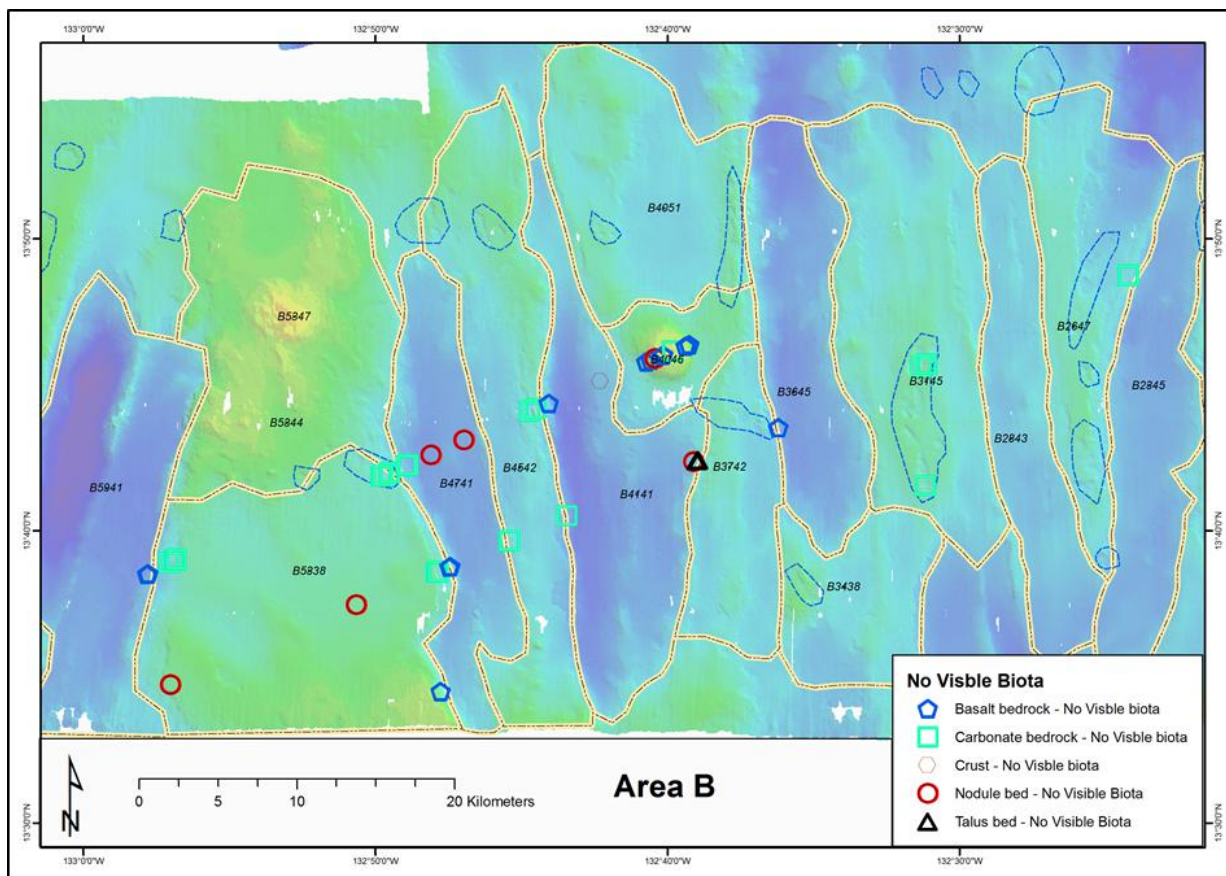 133°0'0"W 132°50'0"W 132°40'0"W 132°30'0"W
13°50'0"N 13°50'0"N
13°40'0"N 13°40'0"N
13°30'0"N 13°30'0"N
B4051
B5847
B4046
B2647
B3145
B2845
B3645
B5844
B2843
B4642
B3742
B4741
B5941
B4141
B5838
B3438
No Visble Biota
Basalt bedrock - No Visble biota
Carbonate bedrock - No Visble biota
Crust - No Visble biota
Nodule bed - No Visible Biota
Talus bed - No Visible Biota
N
0 5 10 20 Kilometers
Area B
133°0'0"W 132°50'0"W 132°40'0"W 132°30'0"W